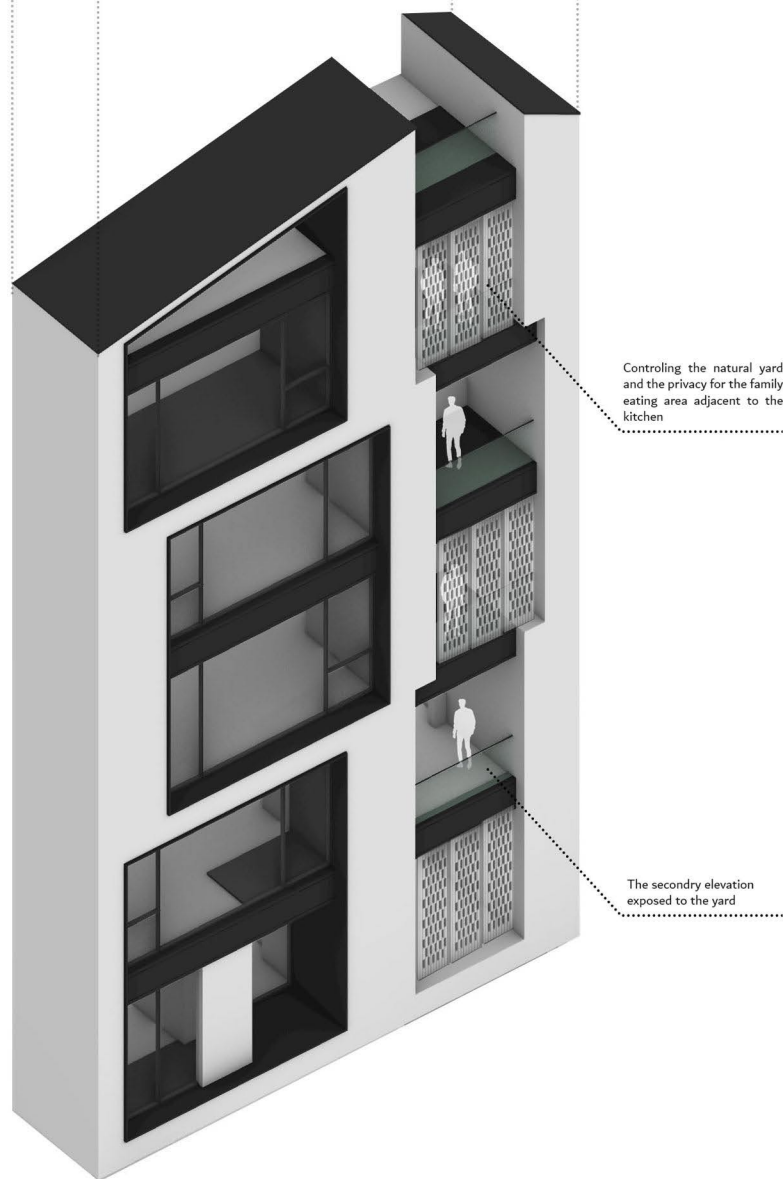 Controling the natural yard
and the privacy for the family
eating area adjacent to the
kitchen
The secondry elevation
exposed to the yard